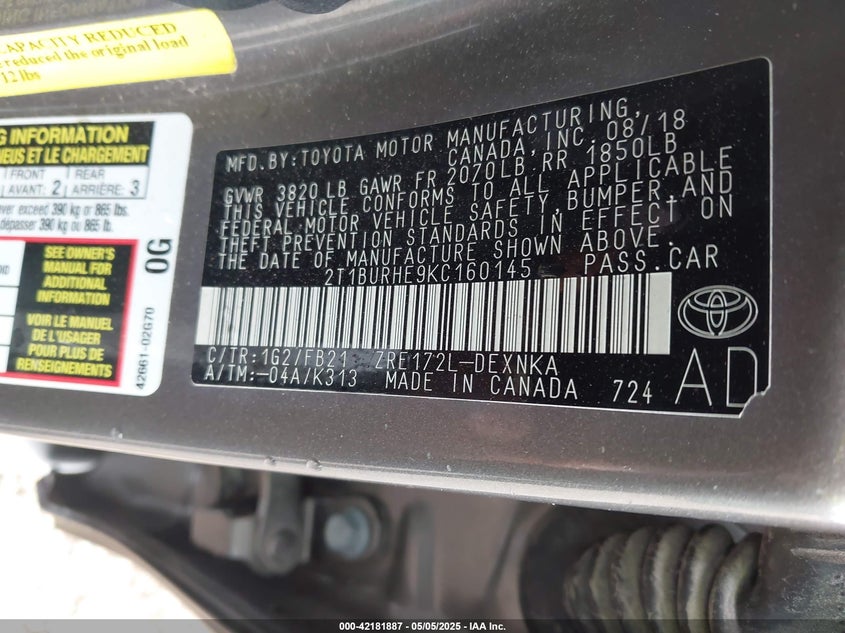 CAPACITY REDUCED
reduced the original load
12 lbs
G INFORMATION
NEUS ET LE CHARGEMENT
FRONT
REAR
AVANT: 2
ARRIÈRE: 3
ver exceed 390 kg or 865 lbs.
dépasser 390 kg ou 865 lb.
SEE OWNER'S
MANUAL FOR
ADDITIONAL
INFORMATION
VOIR LE MANUEL
DE L'USAGER
POUR PLUS DE
RENSEIGNEMENTS
0G
42661-02G70
MFD.BY:TOYOTA MOTOR MANUFACTURING,
CANADA,INC. 08/18
GVWR 3820 LB GAWR FR 2070LB RR 1850LB
THIS VEHICLE CONFORMS TO ALL APPLICABLE
FEDERAL MOTOR VEHICLE SAFETY, BUMPER, AND
THEFT PREVENTION STANDARDS IN EFFECT ON
THE DATE OF MANUFACTURE SHOWN ABOVE.
2T1BURHE9KC160145 PASS.CAR
C/TR:1G2/FB21 ZRE172L-DEXNKA
A/TM:-04A/K313 MADE IN CANADA 724
AD
000-42181887 - 05/05/2025 - IAA Inc.